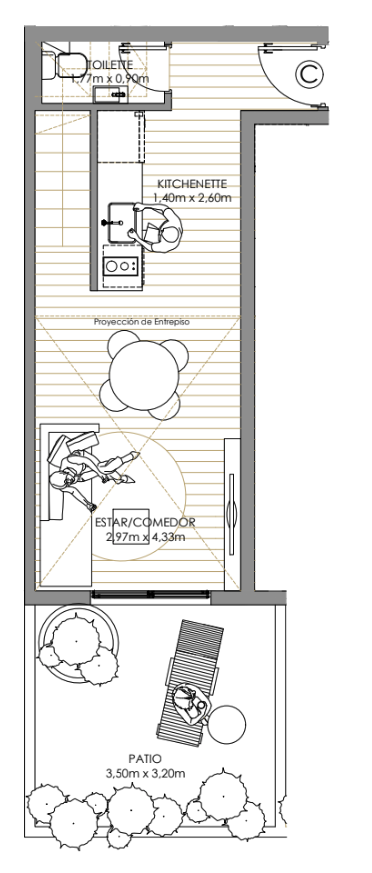 TOILETTE
1,77m x 0,90m
C
KITCHENETTE
1,40m x 2,60m
Proyección de Entrepiso
ESTAR/COMEDOR
2,97m x 4,33m
PATIO
3,50m x 3,20m